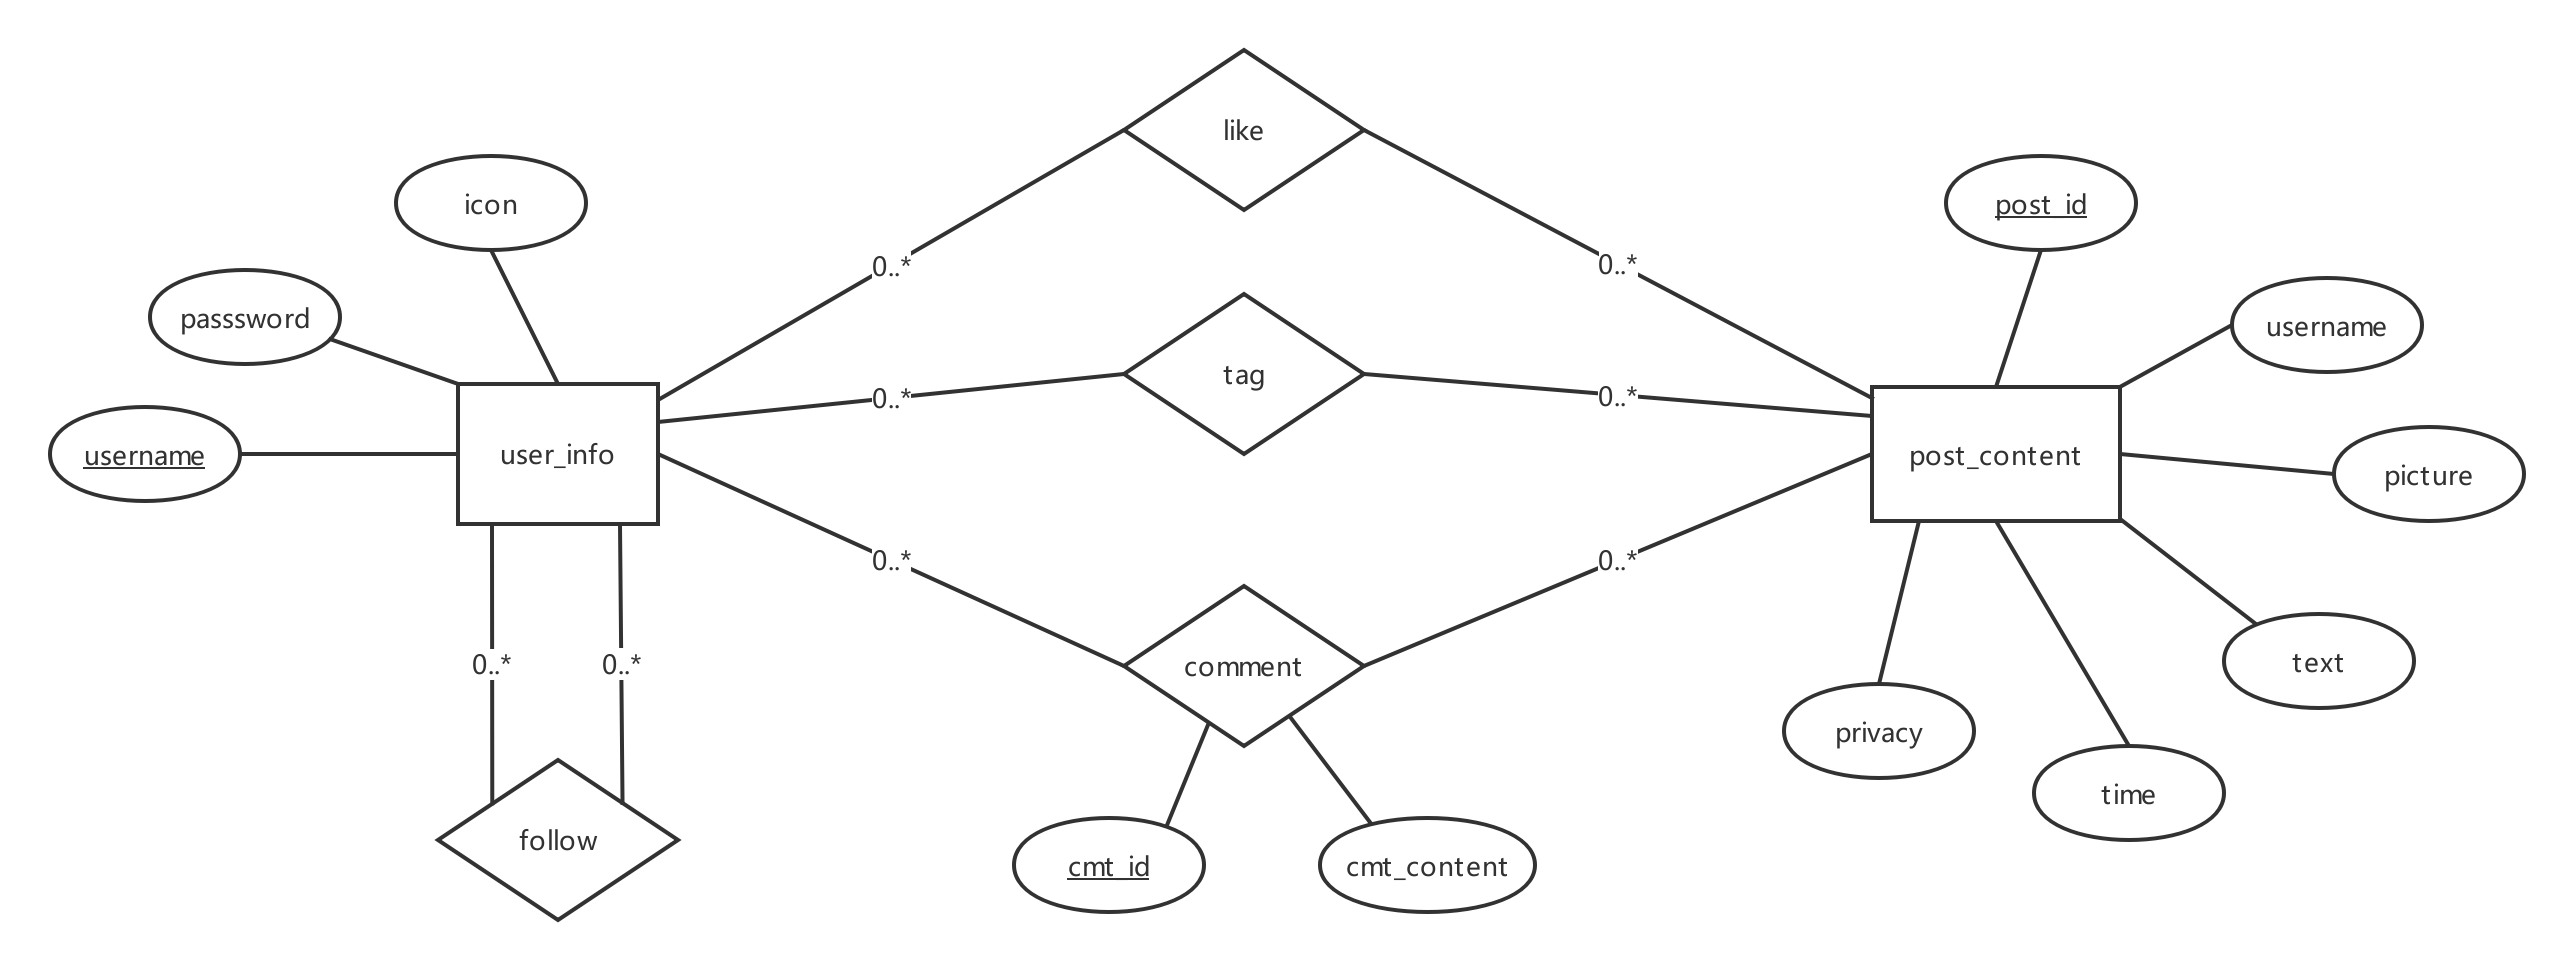 like
icon
post_id
passsword
username
0..*
0..*
tag
0..*
0..*
username
user_info
post_content
picture
0..*
0..*
0..*
0..*
comment
text
privacy
time
follow
cmt_id
cmt_content